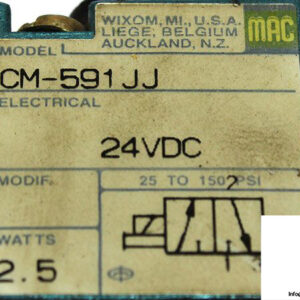 WIXOM, MI., U.S.A.
LIEGE, BELGIUM
AUCKLAND, N.Z.
MAC
MODEL
CM-591JJ
ELECTRICAL
24VDC
MODIF.
25 TO 150 PSI
2
WATTS
2.5